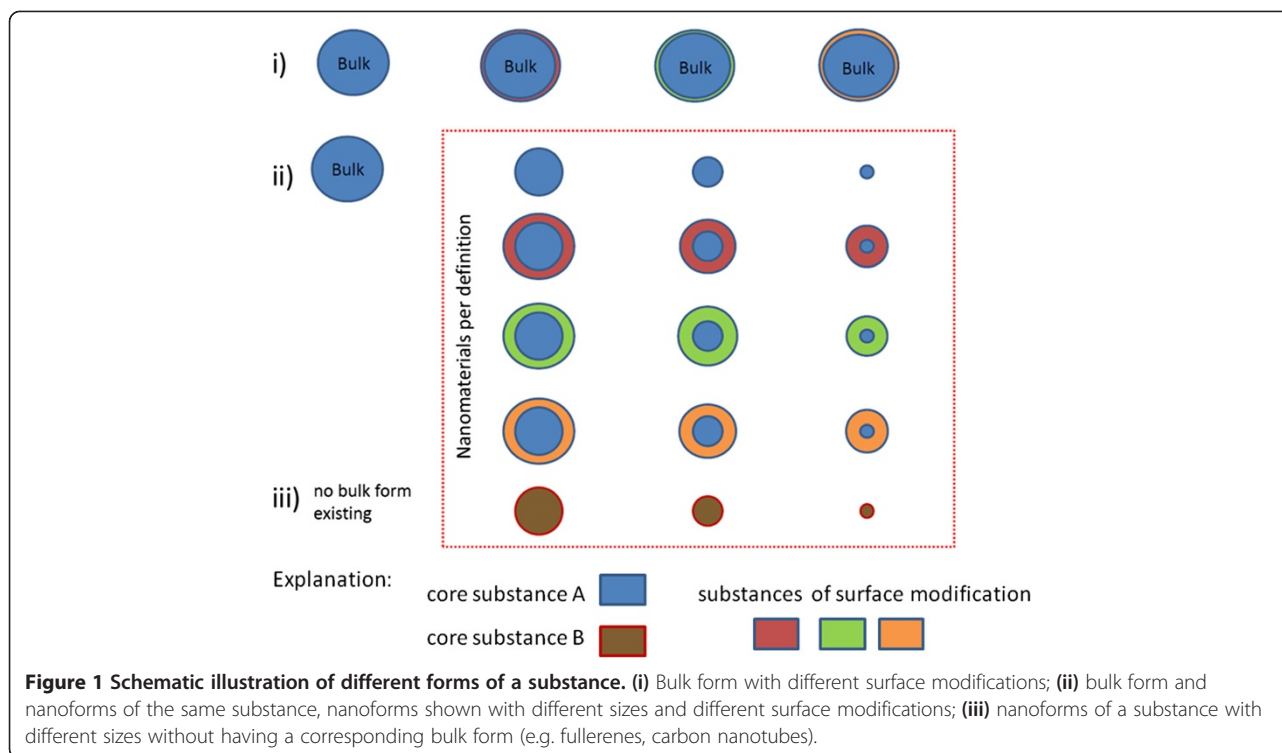 i) Bulk Bulk Bulk Bulk
ii) Bulk
Nanomaterials per definition
iii) no bulk form
existing
Explanation:
core substance A substances of surface modification
core substance B
Figure 1 Schematic illustration of different forms of a substance. (i) Bulk form with different surface modifications; (ii) bulk form and
nanoforms of the same substance, nanoforms shown with different sizes and different surface modifications; (iii) nanoforms of a substance with
different sizes without having a corresponding bulk form (e.g. fullerenes, carbon nanotubes).